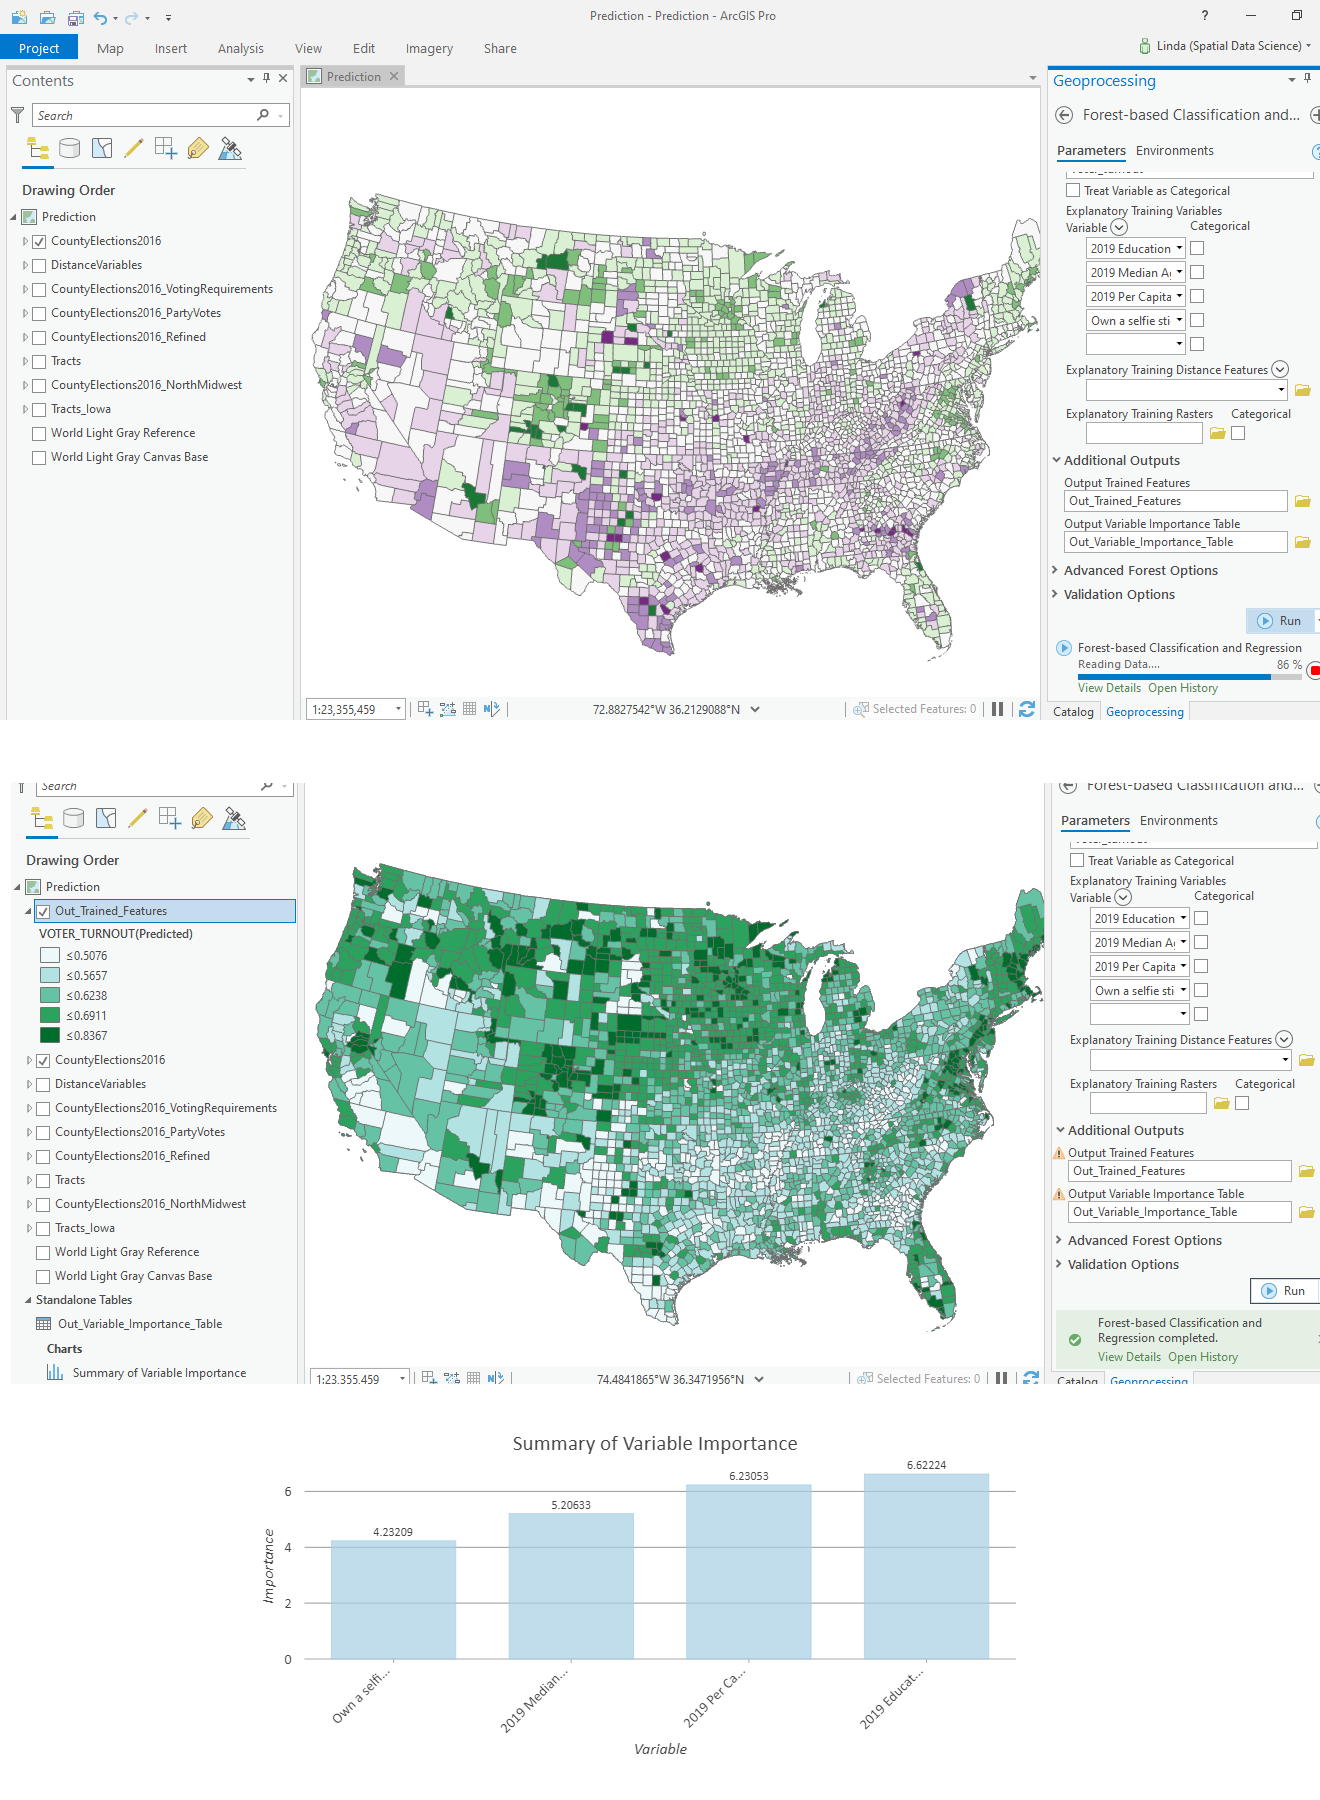 Prediction - Prediction - ArcGIS Pro
?
Project Map Insert Analysis View Edit Imagery Share
Linda (Spatial Data Science)
Contents
Search
Drawing Order
Prediction
CountyElections2016
DistanceVariables
CountyElections2016_VotingRequirements
CountyElections2016_PartyVotes
CountyElections2016_Refined
Tracts
CountyElections2016_NorthMidwest
Tracts_Iowa
World Light Gray Reference
World Light Gray Canvas Base
Prediction
1:23,355,459
72.8827542°W 36.2129088°N
Selected Features: 0
Geoprocessing
Forest-based Classification and...
Parameters Environments
Treat Variable as Categorical
Explanatory Training Variables
Variable Categorical
2019 Education
2019 Median Ag
2019 Per Capita
Own a selfie sti
Explanatory Training Distance Features
Explanatory Training Rasters Categorical
Additional Outputs
Output Trained Features
Out_Trained_Features
Output Variable Importance Table
Out_Variable_Importance_Table
Advanced Forest Options
Validation Options
Run
Forest-based Classification and Regression
Reading Data.... 86 %
View Details Open History
Catalog Geoprocessing
Search
Drawing Order
Prediction
Out_Trained_Features
VOTER_TURNOUT(Predicted)
≤0.5076
≤0.5657
≤0.6238
≤0.6911
≤0.8367
CountyElections2016
DistanceVariables
CountyElections2016_VotingRequirements
CountyElections2016_PartyVotes
CountyElections2016_Refined
Tracts
CountyElections2016_NorthMidwest
Tracts_Iowa
World Light Gray Reference
World Light Gray Canvas Base
Standalone Tables
Out_Variable_Importance_Table
Charts
Summary of Variable Importance
1:23,355,459
74.4841865°W 36.3471956°N
Selected Features: 0
Forest-based Classification and...
Parameters Environments
Treat Variable as Categorical
Explanatory Training Variables
Variable Categorical
2019 Education
2019 Median Ag
2019 Per Capita
Own a selfie sti
Explanatory Training Distance Features
Explanatory Training Rasters Categorical
Additional Outputs
Output Trained Features
Out_Trained_Features
Output Variable Importance Table
Out_Variable_Importance_Table
Advanced Forest Options
Validation Options
Run
Forest-based Classification and
Regression completed.
View Details Open History
Catalog Geoprocessing
Summary of Variable Importance
Importance
6
4
2
0
4.23209
5.20633
6.23053
6.62224
Own a selfi...
2019 Median...
2019 Per Ca...
2019 Educat...
Variable